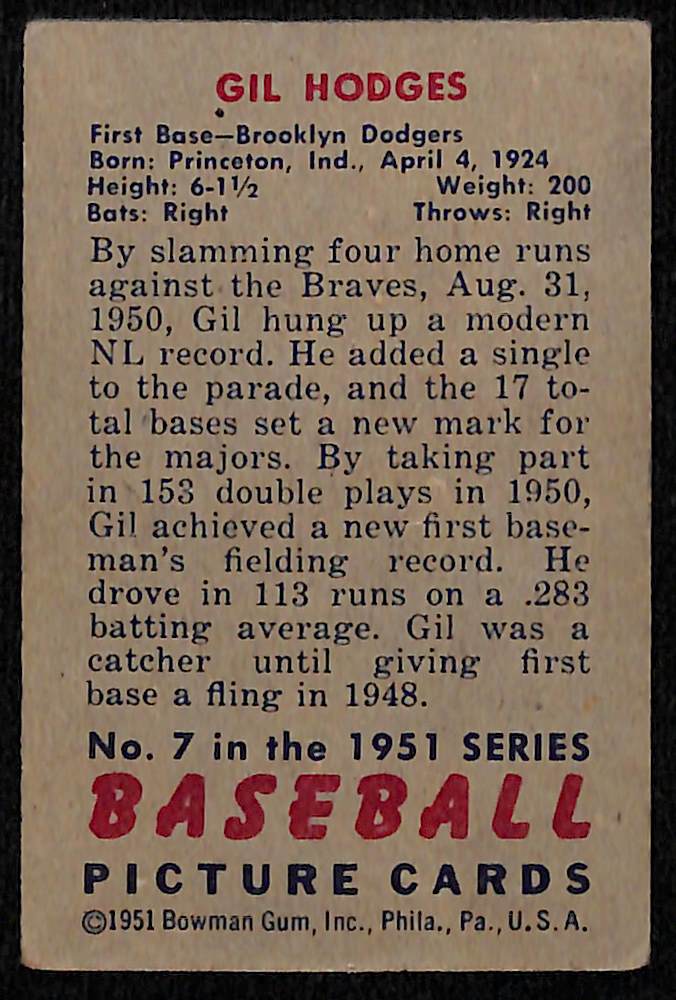 GIL HODGES
First Base—Brooklyn Dodgers
Born: Princeton, Ind., April 4, 1924
Height: 6-1½ Weight: 200
Bats: Right Throws: Right
By slamming four home runs
against the Braves, Aug. 31,
1950, Gil hung up a modern
NL record. He added a single
to the parade, and the 17 to-
tal bases set a new mark for
the majors. By taking part
in 153 double plays in 1950,
Gil achieved a new first base-
man's fielding record. He
drove in 113 runs on a .283
batting average. Gil was a
catcher until giving first
base a fling in 1948.
No. 7 in the 1951 SERIES
BASEBALL
PICTURE CARDS
©1951 Bowman Gum, Inc., Phila., Pa., U.S.A.